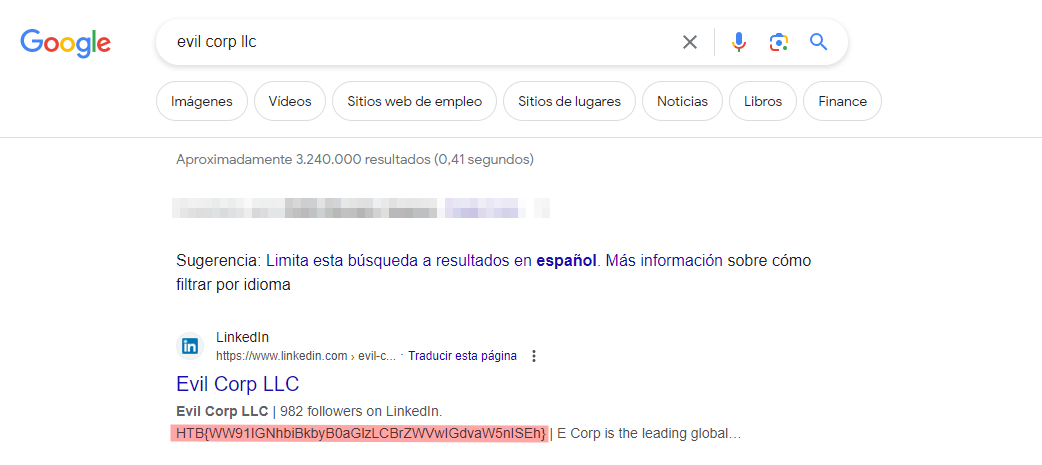 Google
evil corp llc
Imágenes Vídeos Sitios web de empleo Sitios de lugares Noticias Libros Finance
Aproximadamente 3.240.000 resultados (0,41 segundos)
Sugerencia: Limita esta búsqueda a resultados en español. Más información sobre cómo
filtrar por idioma
in LinkedIn
https://www.linkedin.com › evil-c... · Traducir esta página
Evil Corp LLC
Evil Corp LLC | 982 followers on LinkedIn.
HTB{WW91IGNhbiBkbyB0aGlzLCBrZWVwIGdvaW5nISEh} | E Corp is the leading global…